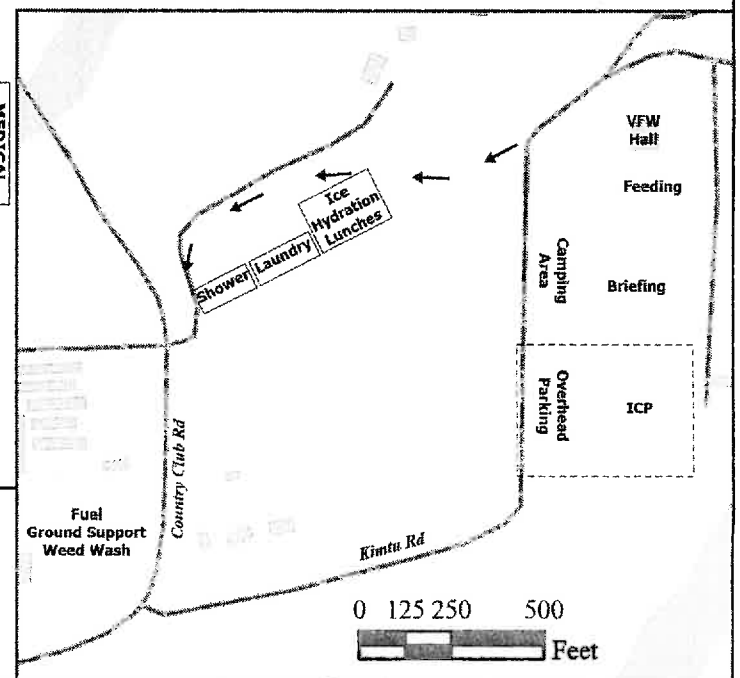 MEDICAL
VFW
Hall
Feeding
Ice
Hydration
Lunches
Laundry
Shower
Camping
Area
Briefing
Overhead
Parking
ICP
Country Club Rd
Fuel
Ground Support
Weed Wash
Kimtu Rd
0 125 250 500
Feet